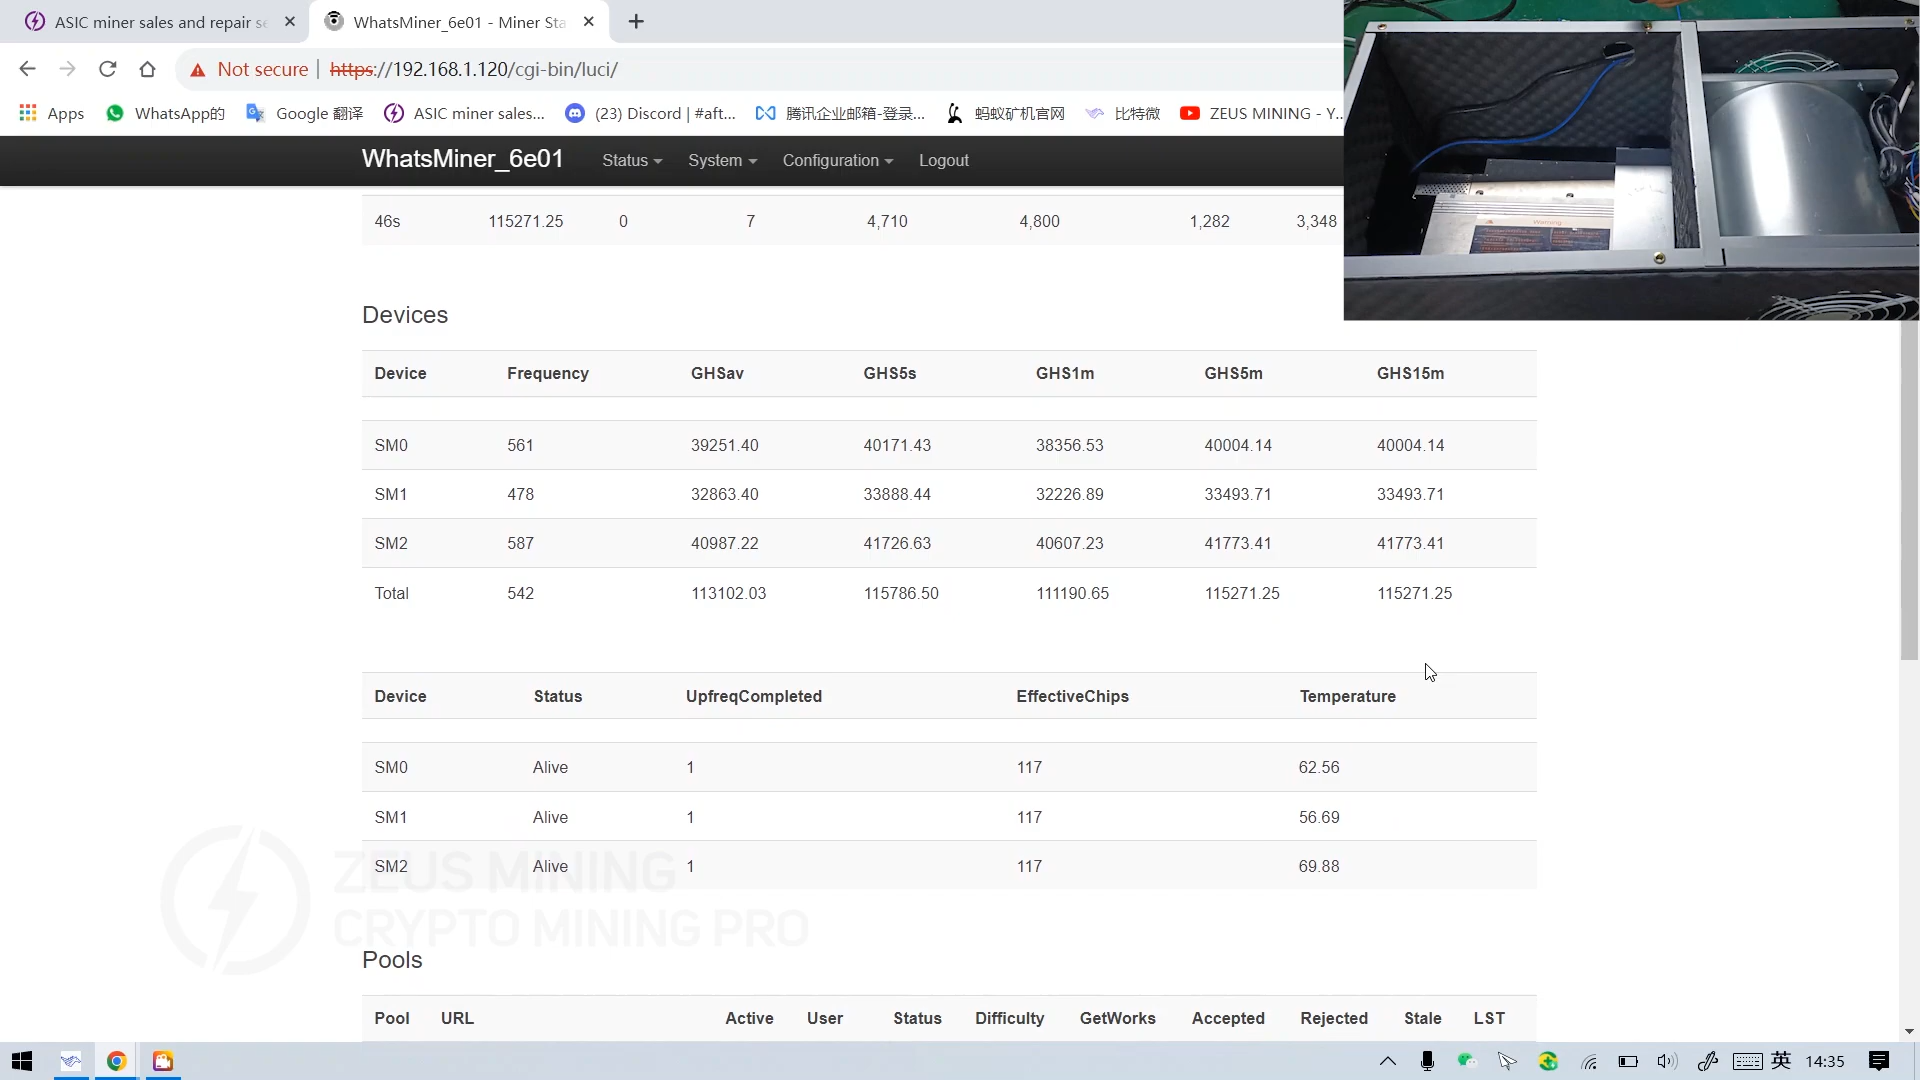 ASIC miner sales and repair se
WhatsMiner_6e01 - Miner Sta
Not secure | https://192.168.1.120/cgi-bin/luci/
Apps WhatsApp的 Google 翻译 ASIC miner sales... (23) Discord | #aft... 腾讯企业邮箱-登录... 蚂蚁矿机官网 比特微 ZEUS MINING - Y...
WhatsMiner_6e01 Status System Configuration Logout
46s 115271.25 0 7 4,710 4,800 1,282 3,348
Warning
Devices
Device Frequency GHSav GHS5s GHS1m GHS5m GHS15m
SM0 561 39251.40 40171.43 38356.53 40004.14 40004.14
SM1 478 32863.40 33888.44 32226.89 33493.71 33493.71
SM2 587 40987.22 41726.63 40607.23 41773.41 41773.41
Total 542 113102.03 115786.50 111190.65 115271.25 115271.25
Device Status UpfreqCompleted EffectiveChips Temperature
SM0 Alive 1 117 62.56
SM1 Alive 1 117 56.69
SM2 Alive 1 117 69.88
ZEUS MINING
CRYPTO MINING PRO
Pools
Pool URL Active User Status Difficulty GetWorks Accepted Rejected Stale LST
英 14:35